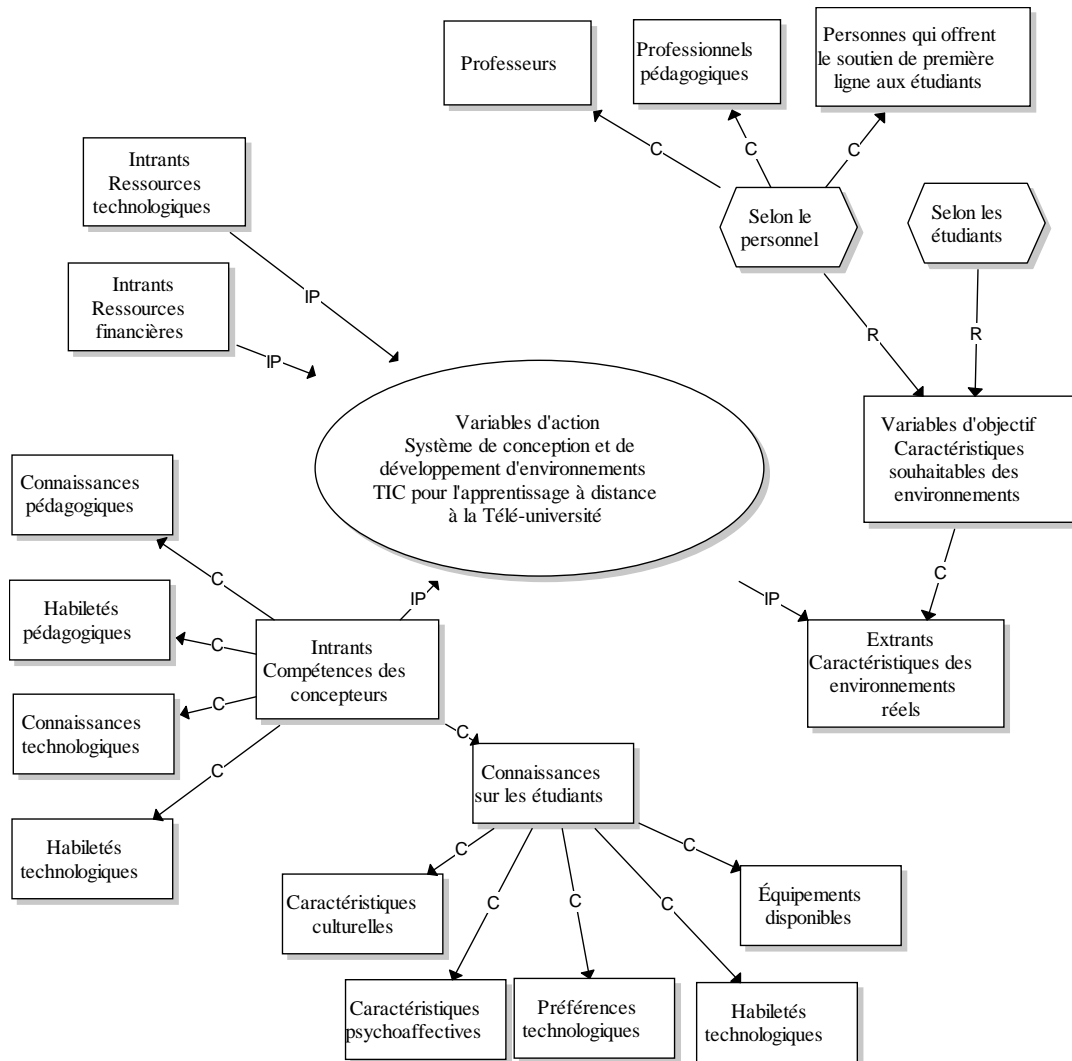 Professeurs
Professionnels
pédagogiques
Personnes qui offrent
le soutien de première
ligne aux étudiants
C
C
C
Intrants
Ressources
technologiques
Selon le
personnel
Selon les
étudiants
Intrants
Ressources
financières
IP
IP
R
R
Variables d'action
Système de conception et de
développement d'environnements
TIC pour l'apprentissage à distance
à la Télé-université
Variables d'objectif
Caractéristiques
souhaitables des
environnements
Connaissances
pédagogiques
C
IP
IP
C
Habiletés
pédagogiques
C
Intrants
Compétences des
concepteurs
Extrants
Caractéristiques des
environnements
réels
Connaissances
technologiques
C
C
C
Habiletés
technologiques
Connaissances
sur les étudiants
C
C
C
C
C
Caractéristiques
culturelles
Équipements
disponibles
Caractéristiques
psychoaffectives
Préférences
technologiques
Habiletés
technologiques